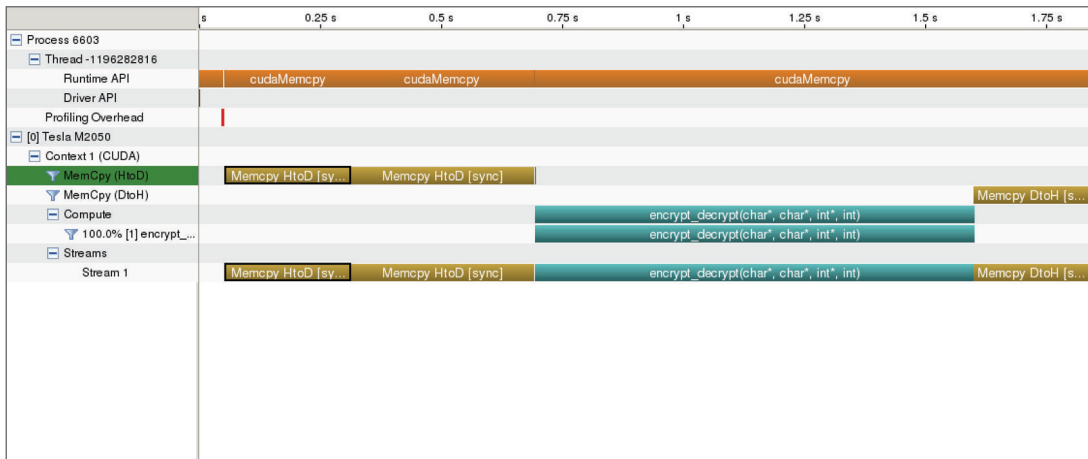 s 0.25 s 0.5 s 0.75 s 1 s 1.25 s 1.5 s 1.75 s
Process 6603
Thread -1196282816
Runtime API cudaMemcpy cudaMemcpy cudaMemcpy
Driver API
Profiling Overhead
[0] Tesla M2050
Context 1 (CUDA)
MemCpy (HtoD) Memcpy HtoD [sy... Memcpy HtoD [sync]
MemCpy (DtoH) Memcpy DtoH [s...
Compute encrypt_decrypt(char*, char*, int*, int)
100.0% [1] encrypt_... encrypt_decrypt(char*, char*, int*, int)
Streams
Stream 1 Memcpy HtoD [sy... Memcpy HtoD [sync] encrypt_decrypt(char*, char*, int*, int) Memcpy DtoH [s...